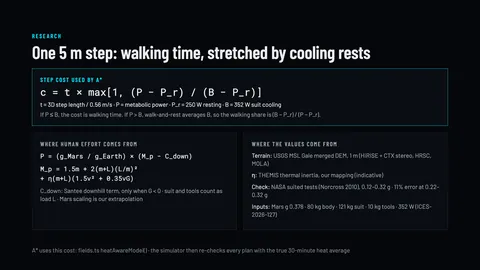 RESEARCH
One 5 m step: walking time, stretched by cooling rests
STEP COST USED BY A*
c = t × max[1, (P - P_r) / (B - P_r)]
t = 3D step length / 0.56 m/s · P = metabolic power · P_r = 250 W resting · B = 352 W suit cooling
If P ≤ B, the cost is walking time. If P > B, walk-and-rest averages B, so the walking share is (B − P_r) / (P − P_r).
WHERE HUMAN EFFORT COMES FROM
P = (g_Mars / g_Earth) × (M_p - C_down)
M_p = 1.5m + 2(m+L)(L/m)²
+ η(m+L)(1.5v² + 0.35vG)
C_down: Santee downhill term, only when G < 0 · suit and tools count as load L · Mars scaling is our extrapolation
WHERE THE VALUES COME FROM
Terrain: USGS MSL Gale merged DEM, 1 m (HiRISE + CTX stereo, HRSC, MOLA)
η: THEMIS thermal inertia, our mapping (indicative)
Check: NASA suited tests (Norcross 2010), 0.12–0.32 g · 11% error at 0.22–0.32 g
Inputs: Mars g 0.378 · 80 kg body · 121 kg suit · 10 kg tools · 352 W (ICES-2026-127)
A* uses this cost: fields.ts heatAwareModel() · the simulator then re-checks every plan with the true 30-minute heat average